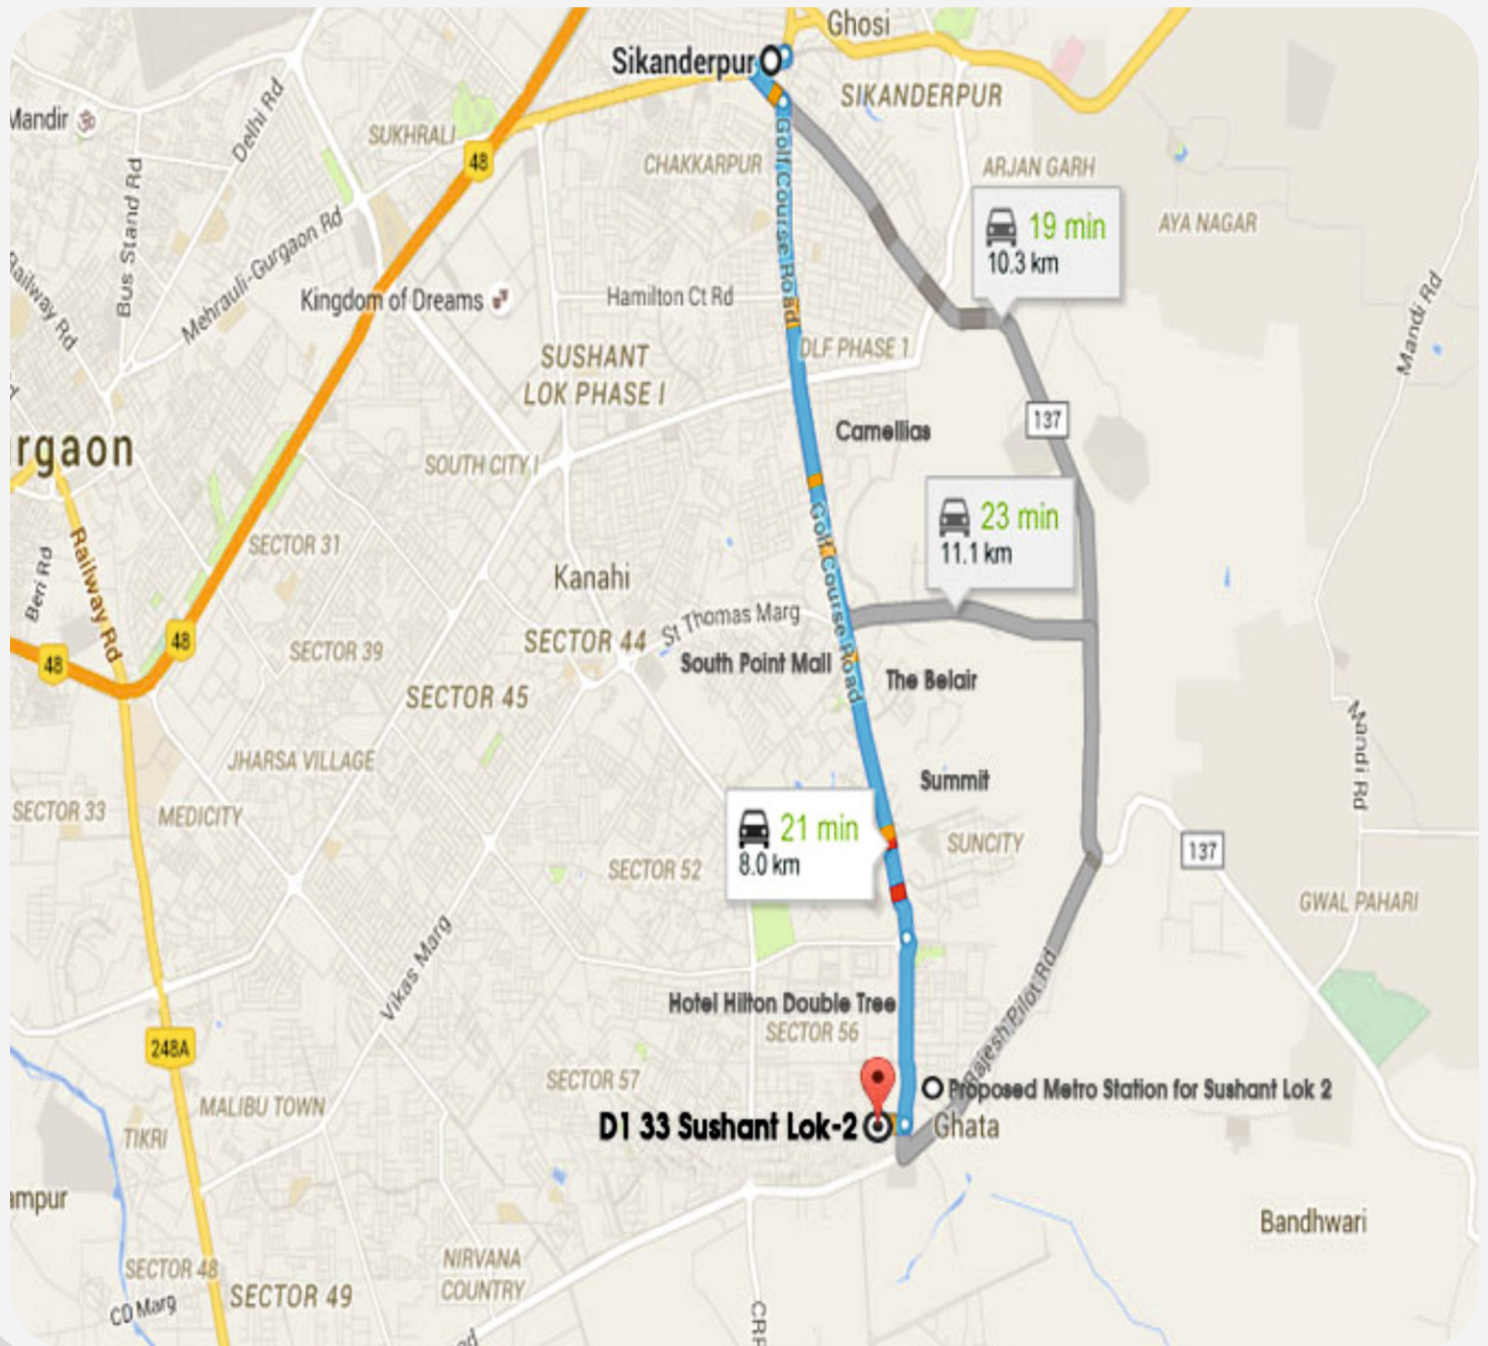 Ghosi
Sikanderpur
SIKANDERPUR
Mandir
Delhi Rd
SUKHRALI
48
CHAKKARPUR
Golf Course Road
ARJAN GARH
Bus Stand Rd
Mehrauli-Gurgaon Rd
19 min
10.3 km
AYA NAGAR
Railway Rd
Kingdom of Dreams
Hamilton Ct Rd
Mandi Rd
SUSHANT
LOK PHASE I
DLF PHASE 1
137
Camellias
rgaon
SOUTH CITY I
23 min
11.1 km
Golf Course Road
Railway Rd
SECTOR 31
Beri Rd
Kanahi
St Thomas Marg
48
48
SECTOR 39
SECTOR 44
South Point Mall
The Belair
SECTOR 45
Mandi Rd
JHARSA VILLAGE
Summit
SECTOR 33
MEDICITY
21 min
8.0 km
SUNCITY
137
SECTOR 52
GWAL PAHARI
Vikas Marg
Hotel Hilton Double Tree
SECTOR 56
Rajesh Pilot Rd
248A
SECTOR 57
Proposed Metro Station for Sushant Lok 2
MALIBU TOWN
D1 33 Sushant Lok-2
Ghata
TIKRI
ampur
Bandhwari
SECTOR 48
NIRVANA
COUNTRY
SECTOR 49
CD Marg